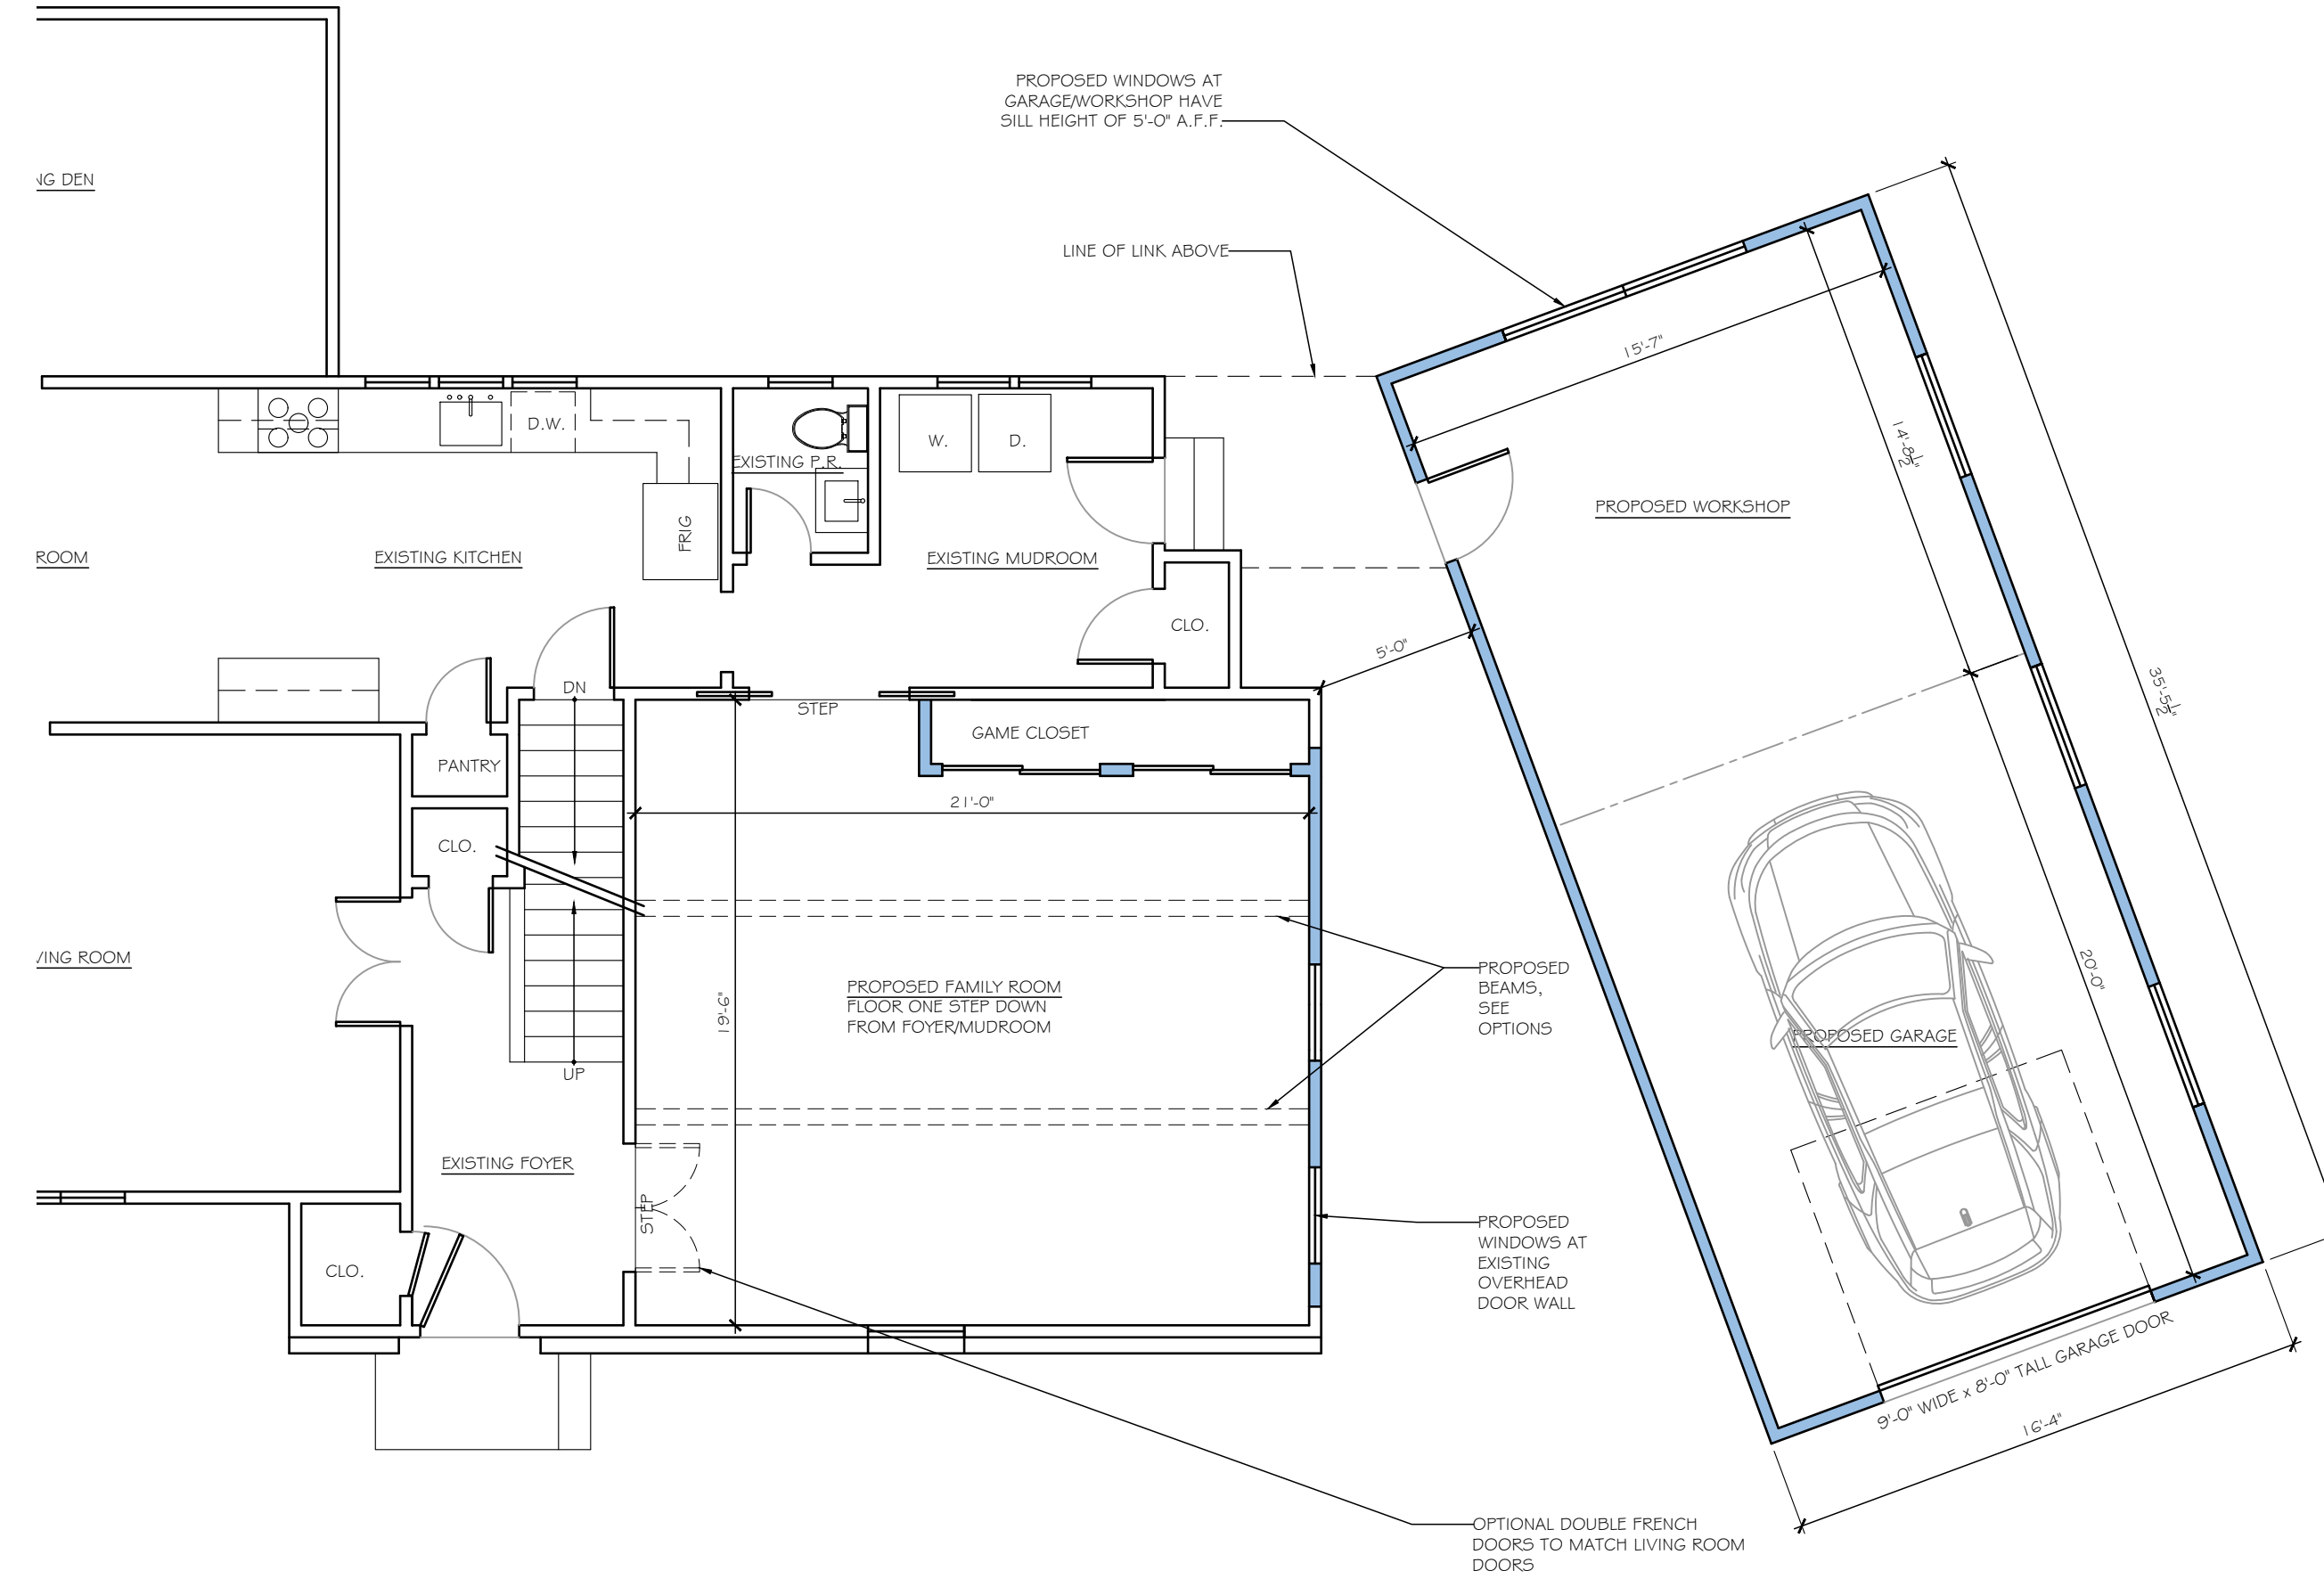 PROPOSED WINDOWS AT
GARAGE/WORKSHOP HAVE
SILL HEIGHT OF 5'-0" A.F.F.
NG DEN
LINE OF LINK ABOVE
15'-7"
14'-8½"
D.W.
W.
D.
EXISTING P.R.
FRIG
PROPOSED WORKSHOP
ROOM
EXISTING KITCHEN
EXISTING MUDROOM
CLO.
5'-0"
35'-5½"
DN
STEP
GAME CLOSET
PANTRY
21'-0"
CLO.
VING ROOM
PROPOSED FAMILY ROOM
FLOOR ONE STEP DOWN
FROM FOYER/MUDROOM
19'-6"
PROPOSED
BEAMS,
SEE
OPTIONS
20'-0"
PROPOSED GARAGE
UP
EXISTING FOYER
STEP
CLO.
PROPOSED
WINDOWS AT
EXISTING
OVERHEAD
DOOR WALL
9'-0" WIDE x 8'-0" TALL GARAGE DOOR
16'-4"
OPTIONAL DOUBLE FRENCH
DOORS TO MATCH LIVING ROOM
DOORS